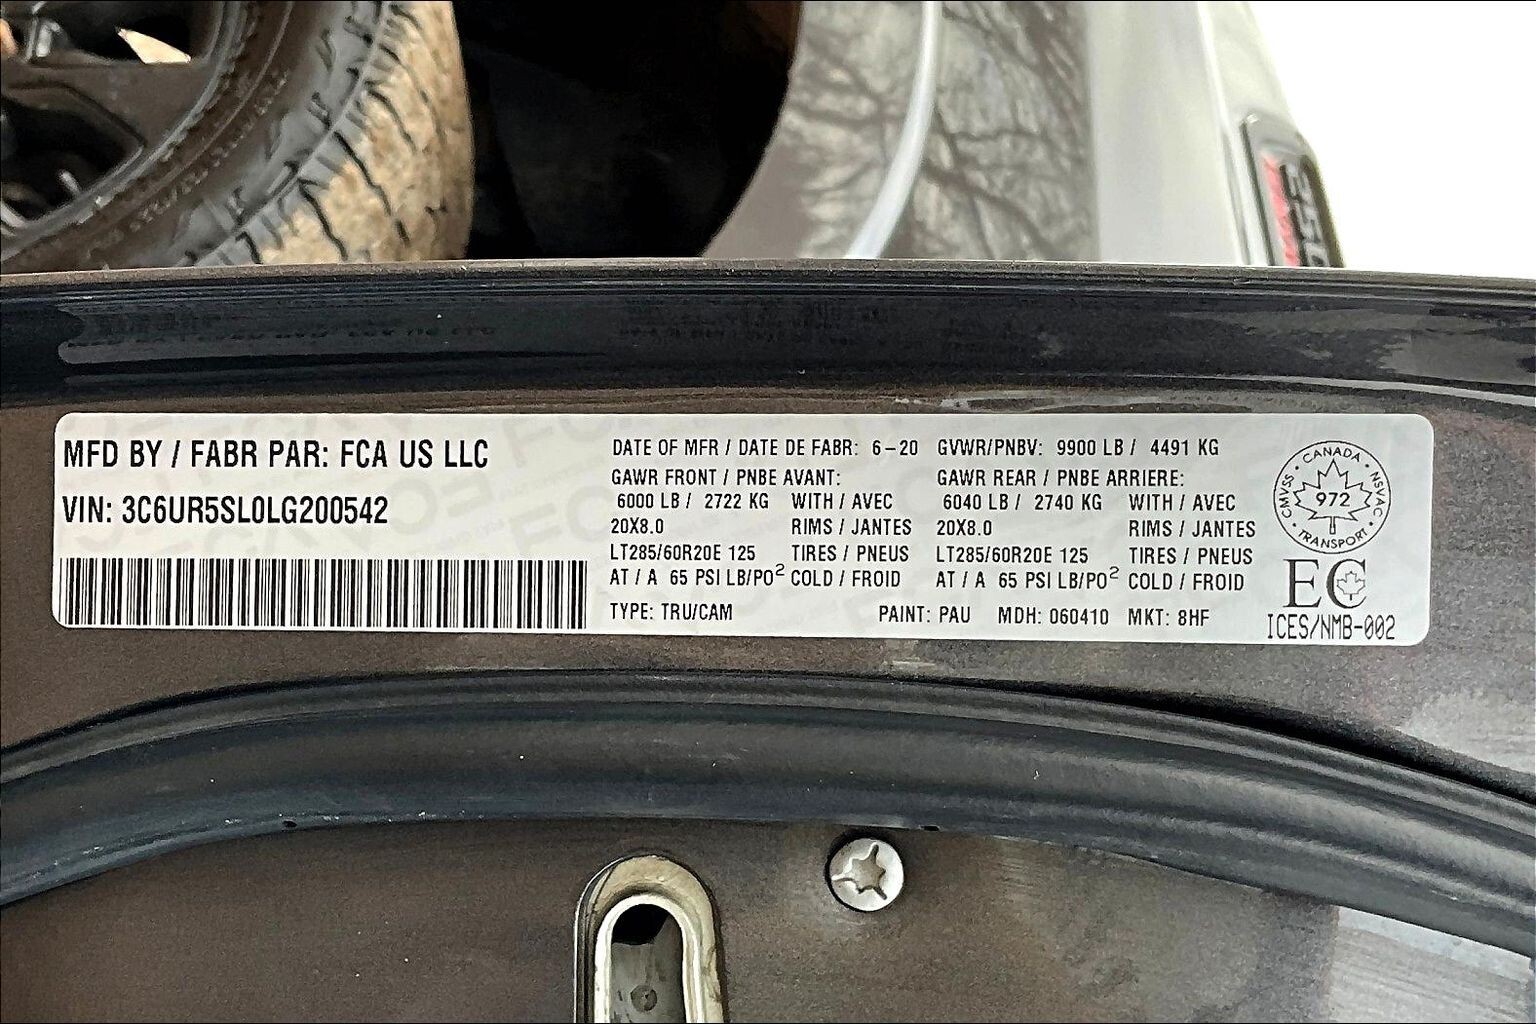 2500
MFD BY / FABR PAR: FCA US LLC
VIN: 3C6UR5SL0LG200542
DATE OF MFR / DATE DE FABR: 6-20 GVWR/PNBV: 9900 LB / 4491 KG
GAWR FRONT / PNBE AVANT: GAWR REAR / PNBE ARRIERE:
6000 LB / 2722 KG WITH / AVEC 6040 LB / 2740 KG WITH / AVEC
20X8.0 RIMS / JANTES 20X8.0 RIMS / JANTES
LT285/60R20E 125 TIRES / PNEUS LT285/60R20E 125 TIRES / PNEUS
AT / A 65 PSI LB/PO² COLD / FROID AT / A 65 PSI LB/PO² COLD / FROID
TYPE: TRU/CAM PAINT: PAU MDH: 060410 MKT: 8HF
CANADA · NSVAC · TRANSPORT · CMVSS ·
972
EC
ICES/NMB-002